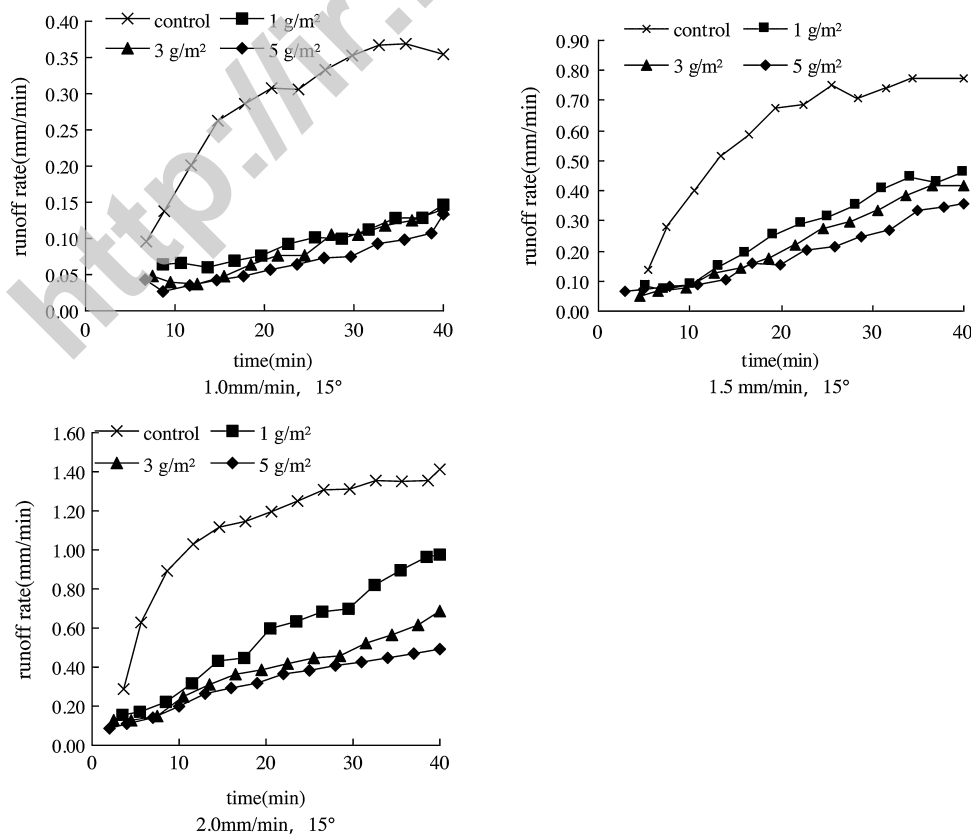 control 1 g/m²
3 g/m² 5 g/m²
0.40
0.35
0.30
0.25
0.20
0.15
0.10
0.05
0.00
runoff rate(mm/min)
0 10 20 30 40
time(min)
1.0mm/min, 15°
control 1 g/m²
3 g/m² 5 g/m²
0.90
0.80
0.70
0.60
0.50
0.40
0.30
0.20
0.10
0.00
runoff rate(mm/min)
0 10 20 30 40
time(min)
1.5 mm/min, 15°
control 1 g/m²
3 g/m² 5 g/m²
1.60
1.40
1.20
1.00
0.80
0.60
0.40
0.20
0.00
runoff rate(mm/min)
0 10 20 30 40
time(min)
2.0mm/min, 15°
http://ir.